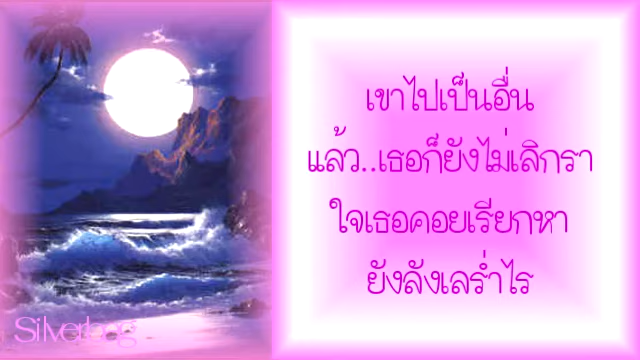 เขาไปเป็นอื่น
แล้ว..เธอก็ยังไม่เลิกรา
ใจเธอคอยเรียกหา
ยังลังเลร่ำไร